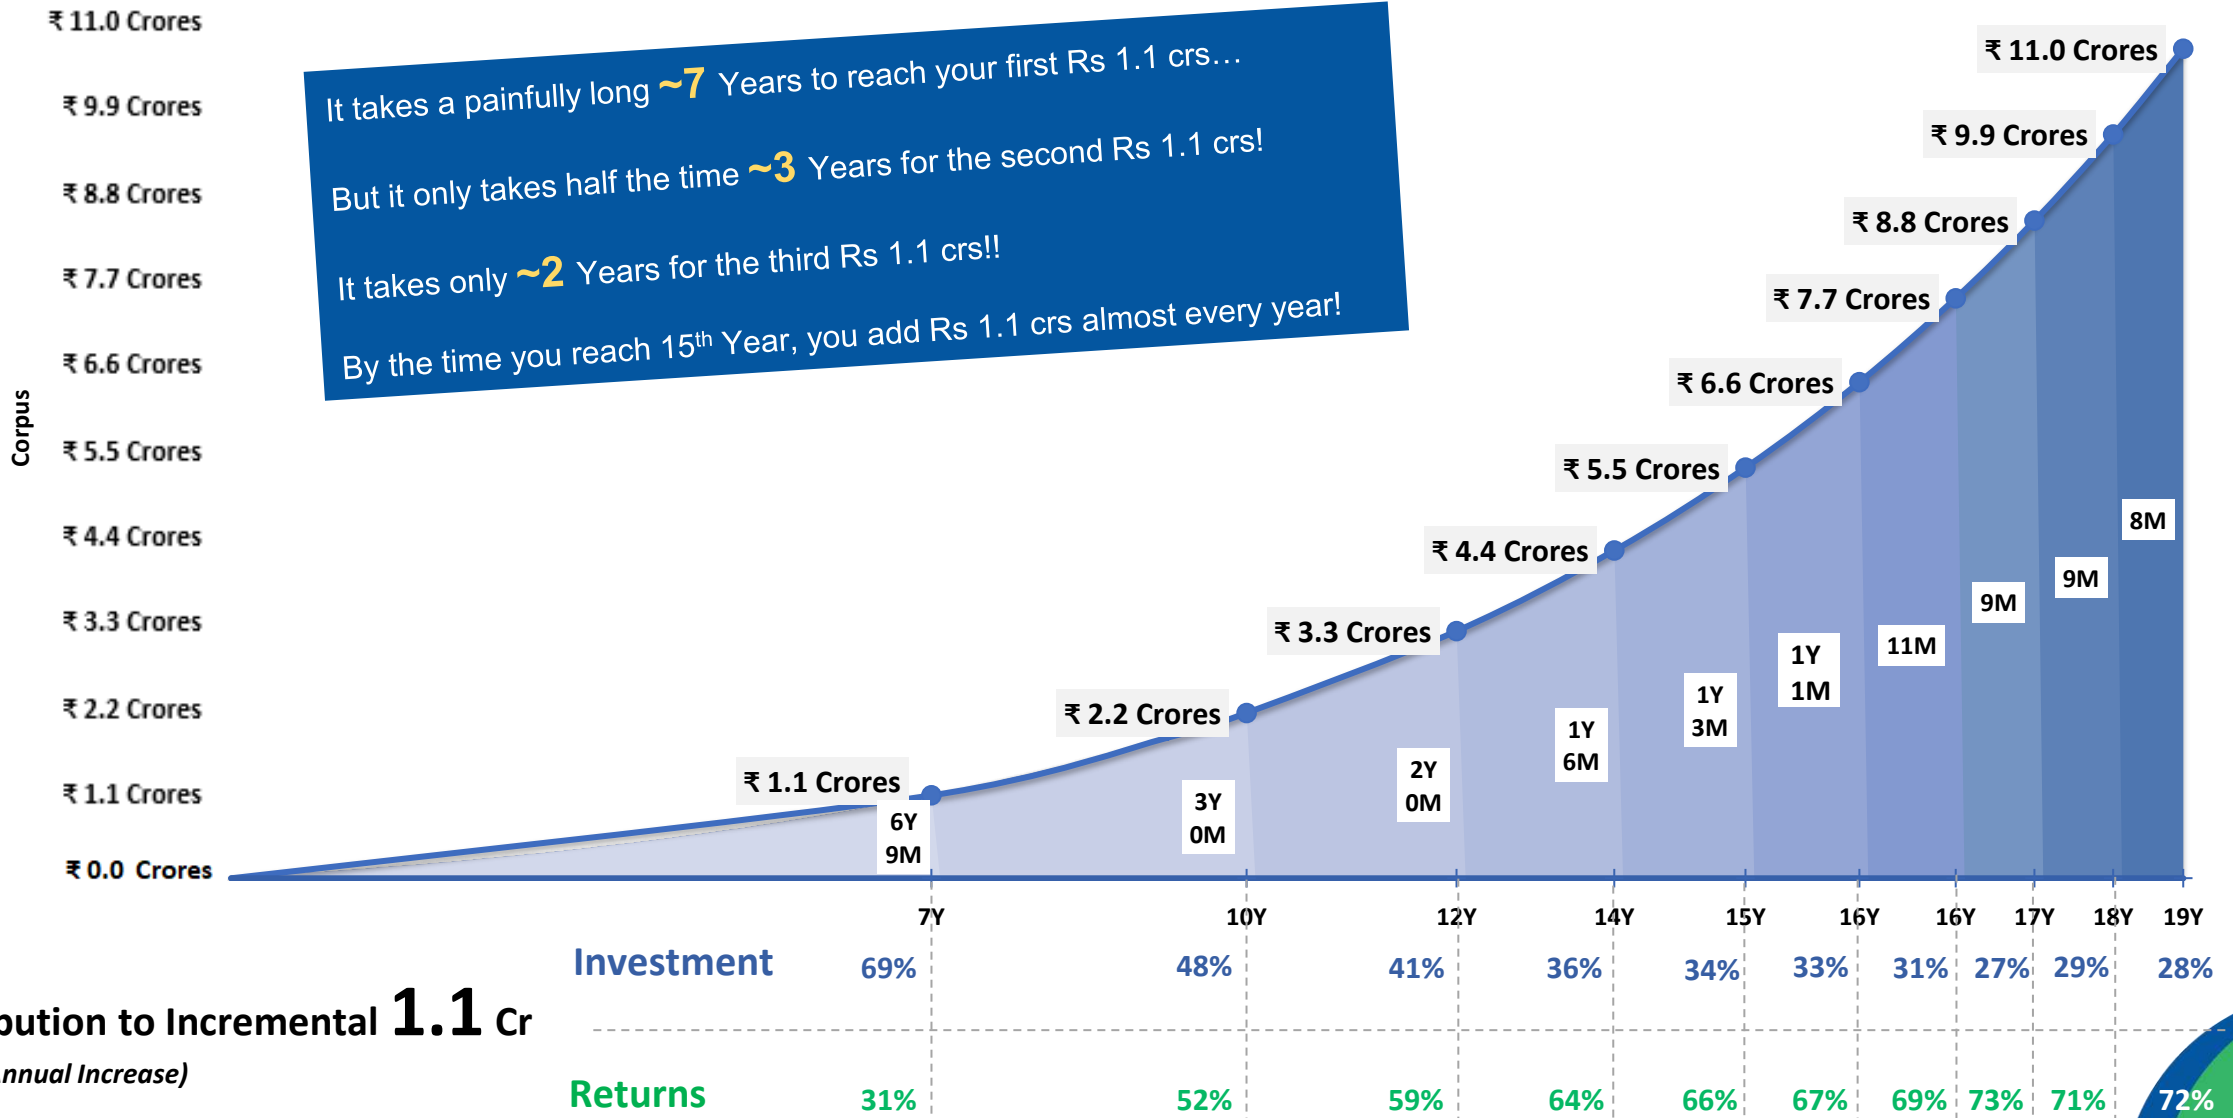 ₹ 11.0 Crores
₹ 9.9 Crores
₹ 8.8 Crores
₹ 7.7 Crores
₹ 6.6 Crores
₹ 5.5 Crores
₹ 4.4 Crores
₹ 3.3 Crores
₹ 2.2 Crores
₹ 1.1 Crores
₹ 0.0 Crores
Corpus
It takes a painfully long ~7 Years to reach your first Rs 1.1 crs…
But it only takes half the time ~3 Years for the second Rs 1.1 crs!
It takes only ~2 Years for the third Rs 1.1 crs!!
By the time you reach 15th Year, you add Rs 1.1 crs almost every year!
₹ 1.1 Crores
₹ 2.2 Crores
₹ 3.3 Crores
₹ 4.4 Crores
₹ 5.5 Crores
₹ 6.6 Crores
₹ 7.7 Crores
₹ 8.8 Crores
₹ 9.9 Crores
₹ 11.0 Crores
6Y
9M
3Y
0M
2Y
0M
1Y
6M
1Y
3M
1Y
1M
11M
9M
9M
8M
7Y 10Y 12Y 14Y 15Y 16Y 16Y 17Y 18Y 19Y
Investment 69% 48% 41% 36% 34% 33% 31% 27% 29% 28%
bution to Incremental 1.1 Cr
nnual Increase)
Returns 31% 52% 59% 64% 66% 67% 69% 73% 71% 72%